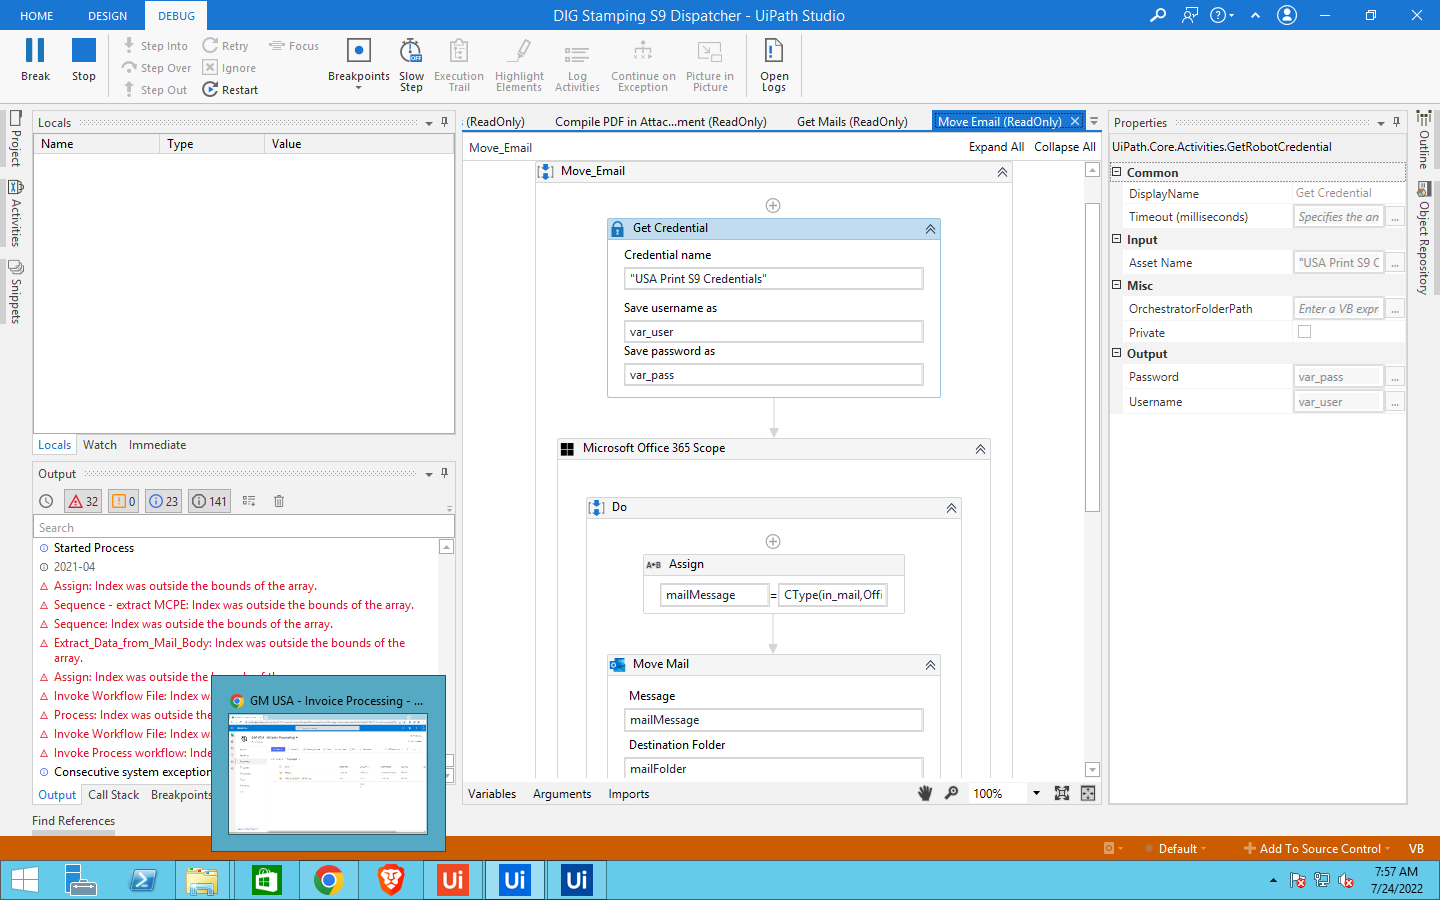 DIG Stamping S9 Dispatcher - UiPath Studio
HOME
DESIGN
DEBUG
Break
Stop
Step Into
Step Over
Step Out
Retry
Ignore
Restart
Focus
Breakpoints
Slow
Step
Execution
Trail
Highlight
Elements
Log
Activities
Continue on
Exception
Picture in
Picture
Open
Logs
Project
Activities
Snippets
Locals
Name
Type
Value
Locals
Watch
Immediate
Output
32
0
23
141
Search
Started Process
2021-04
Assign: Index was outside the bounds of the array.
Sequence - extract MCPE: Index was outside the bounds of the array.
Sequence: Index was outside the bounds of the array.
Extract_Data_from_Mail_Body: Index was outside the bounds of the
array.
Assign: Index was outside the
Invoke Workflow File: Index
Process: Index was outside the
Invoke Workflow File: Index
Invoke Process workflow:
Consecutive system exception
Output
Call Stack
Breakpoints
Find References
GM USA - Invoice Processing - ...
(ReadOnly)
Compile PDF in Attac...ment (ReadOnly)
Get Mails (ReadOnly)
Move Email (ReadOnly)
Move_Email
Expand All
Collapse All
Move_Email
Get Credential
Credential name
"USA Print S9 Credentials"
Save username as
var_user
Save password as
var_pass
Microsoft Office 365 Scope
Do
A+B Assign
mailMessage
=
CType(in_mail,Offi
Move Mail
Message
mailMessage
Destination Folder
mailFolder
Variables
Arguments
Imports
100%
Properties
UiPath.Core.Activities.GetRobotCredential
Common
DisplayName
Get Credential
Timeout (milliseconds)
Specifies the an
...
Input
Asset Name
"USA Print S9 C
...
Misc
OrchestratorFolderPath
Enter a VB expr
...
Private
Output
Password
var_pass
...
Username
var_user
...
Outline
Object Repository
Default
Add To Source Control
VB
Ui
Ui
Ui
7:57 AM
7/24/2022